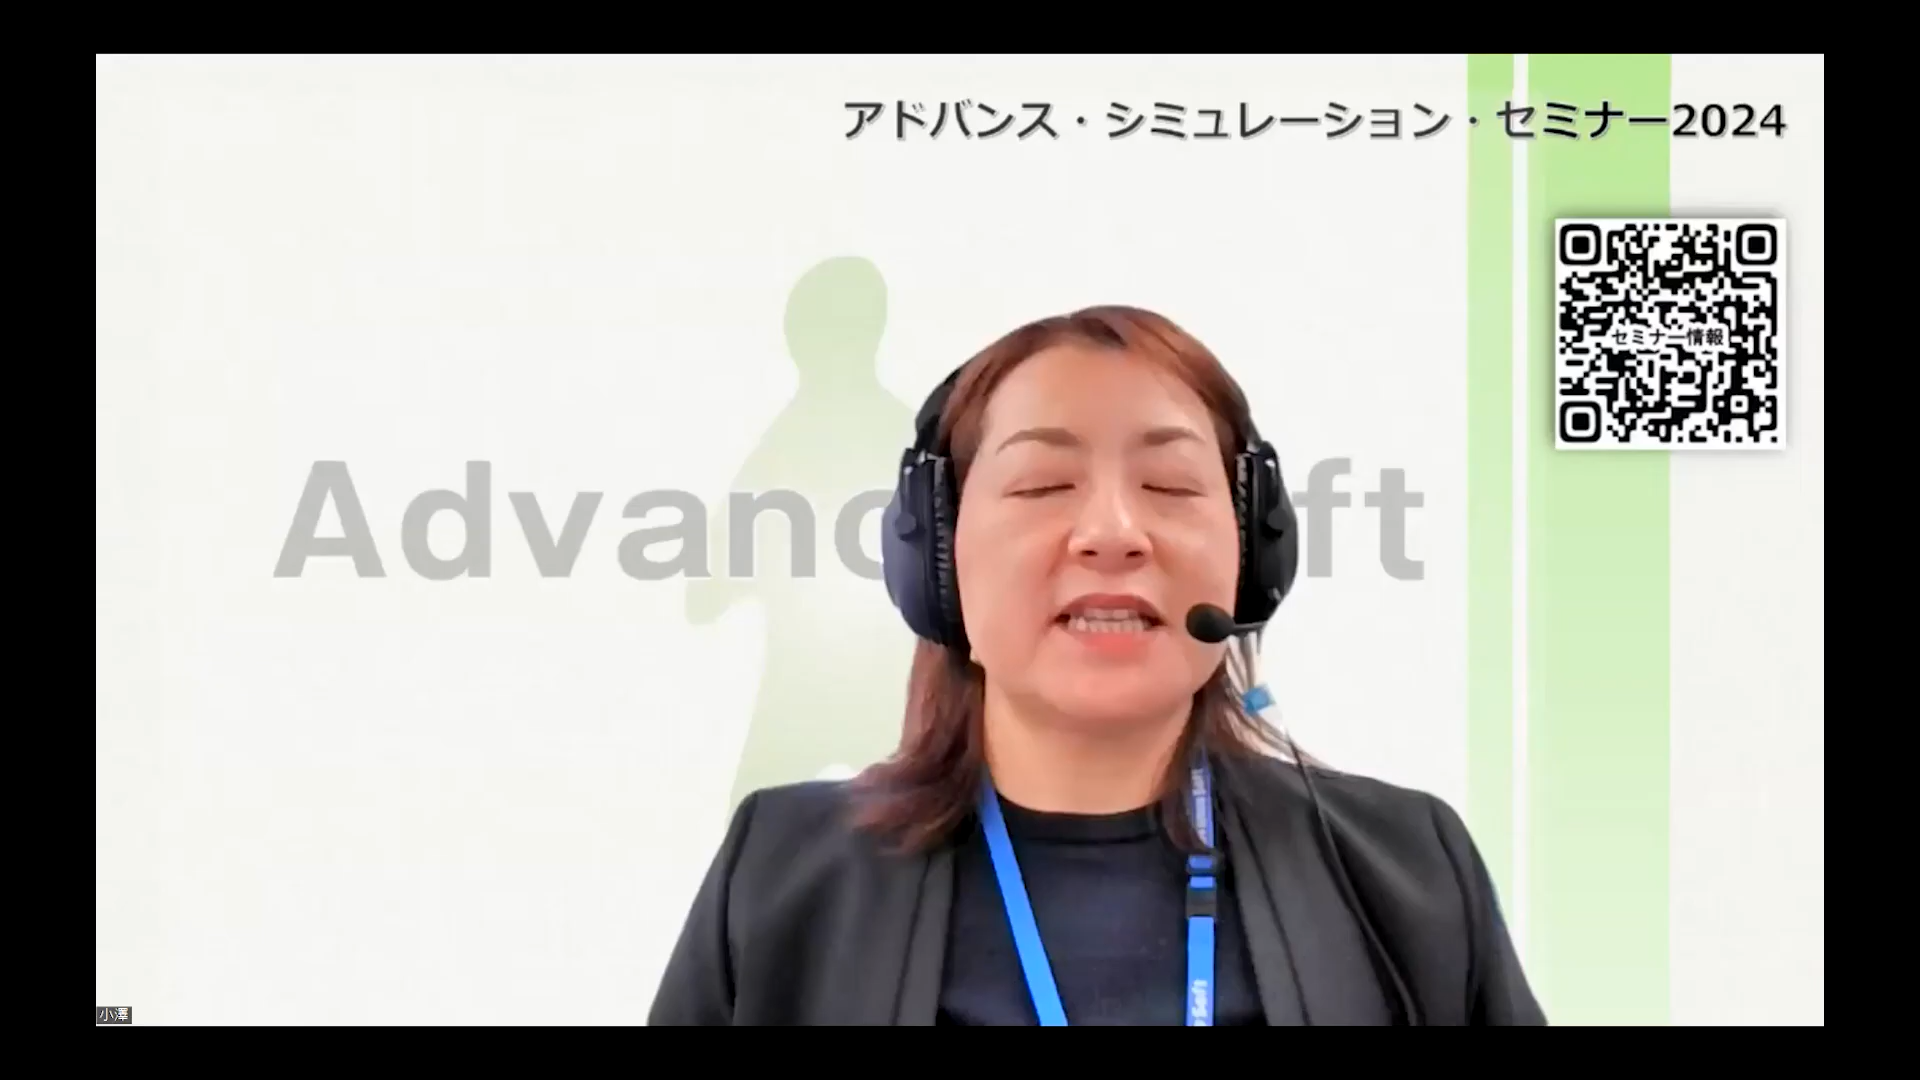 アドバンス・シミュレーション・セミナー2024
セミナー情報
Advanc
ft
Soft
小澤